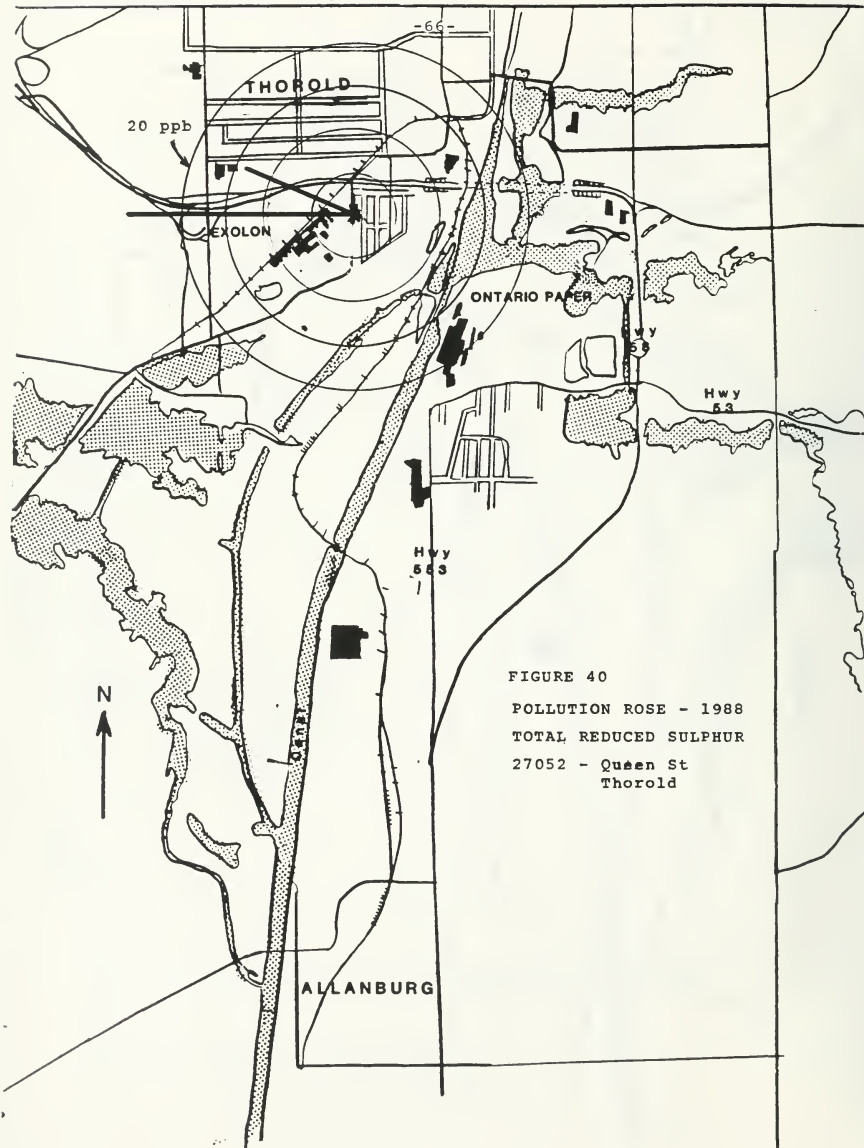 -66-
THOROLD
20 ppb
EXOLON
ONTARIO PAPER
Hwy
58
Hwy
53
Hwy
553
N
FIGURE 40
POLLUTION ROSE - 1988
TOTAL REDUCED SULPHUR
27052 - Queen St
Thorold
Canal
ALLANBURG